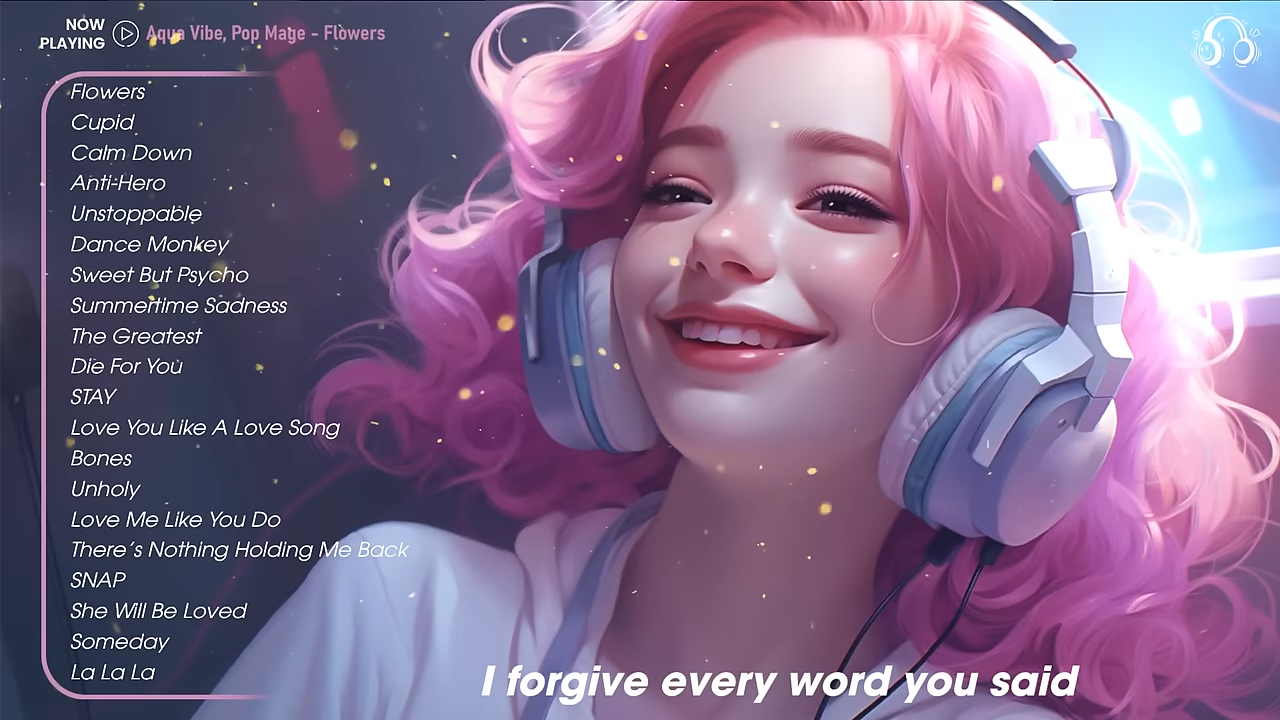 NOW
PLAYING
Aqua Vibe, Pop Mage - Flowers
Flowers
Cupid
Calm Down
Anti-Hero
Unstoppable
Dance Monkey
Sweet But Psycho
Summertime Sadness
The Greatest
Die For You
STAY
Love You Like A Love Song
Bones
Unholy
Love Me Like You Do
There's Nothing Holding Me Back
SNAP
She Will Be Loved
Someday
La La La
I forgive every word you said